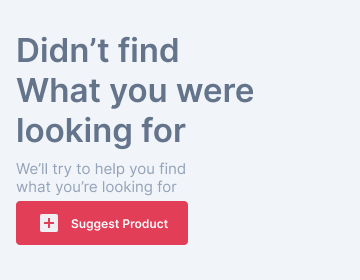 Didn’t find
What you were
looking for
We’ll try to help you find
what you’re looking for
Suggest Product